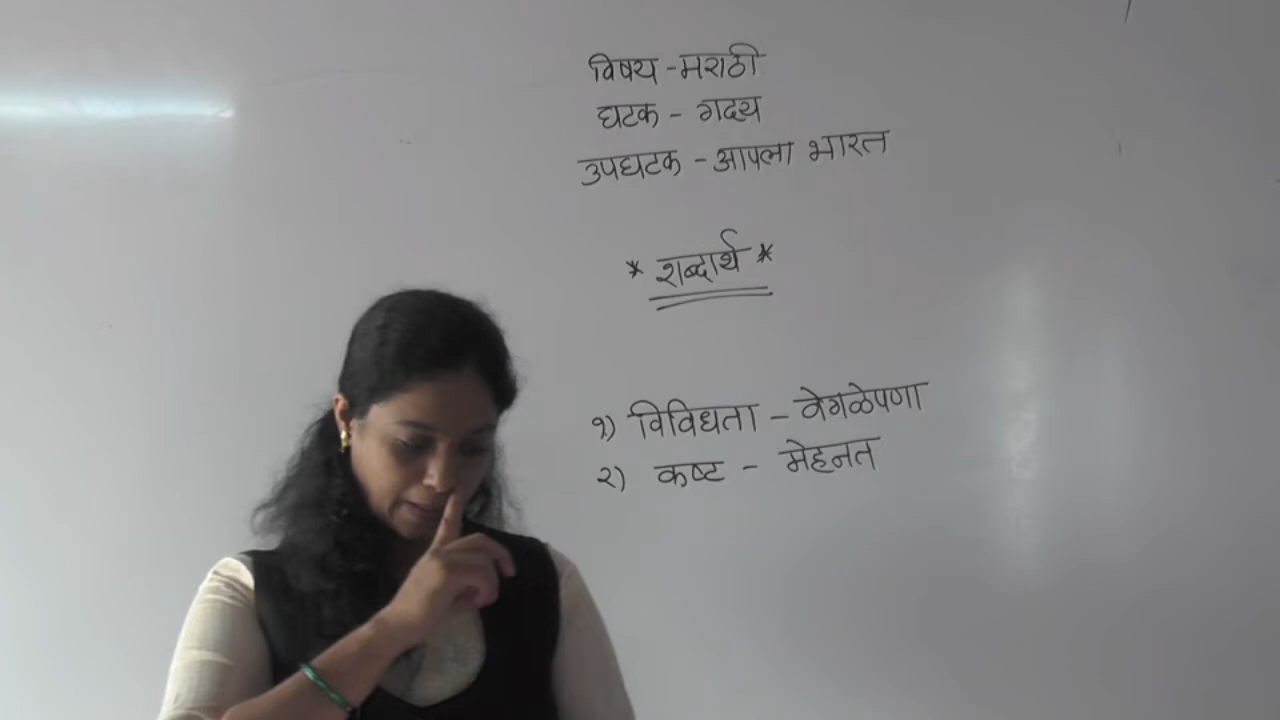 विषय - मराठी
घटक - गद्य
उपघटक - आपला भारत
* शब्दार्थ *
१) विविधता - वेगळेपणा
२) कष्ट - मेहनत